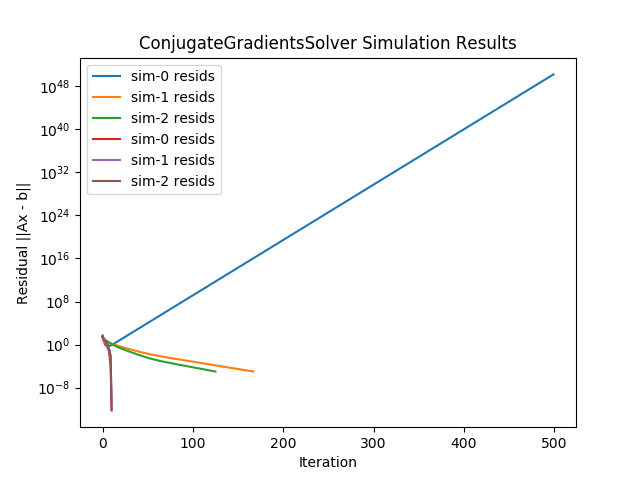 ConjugateGradientsSolver Simulation Results
sim-0 resids
sim-1 resids
sim-2 resids
sim-0 resids
sim-1 resids
sim-2 resids
Residual ||Ax - b||
10^48
10^40
10^32
10^24
10^16
10^8
10^0
10^-8
0 100 200 300 400 500
Iteration